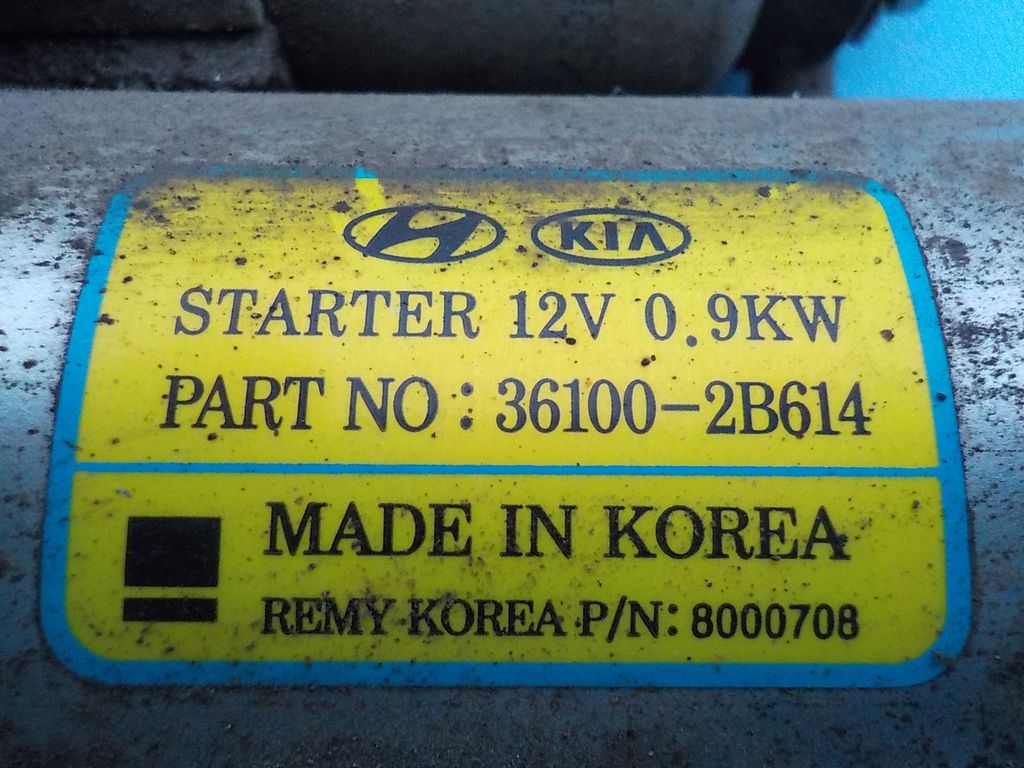 KIA
STARTER 12V 0.9KW
PART NO : 36100-2B614
MADE IN KOREA
REMY KOREA P/N: 8000708